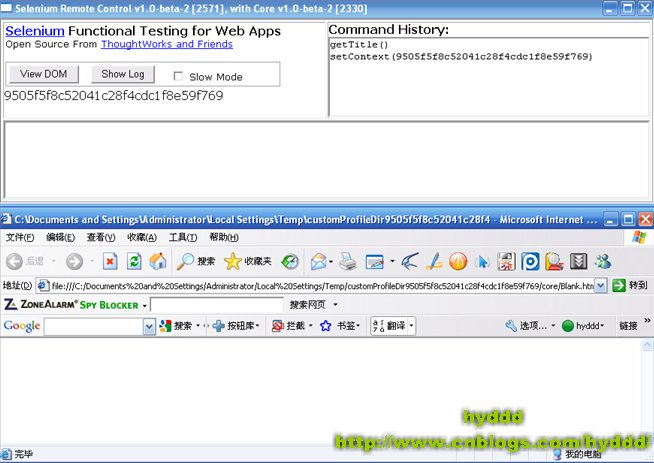 Selenium Remote Control v1.0-beta-2 [2571], with Core v1.0-beta-2 [2330]
Selenium Functional Testing for Web Apps
Open Source From ThoughtWorks and Friends
View DOM Show Log Slow Mode
9505f5f8c52041c28f4cdc1f8e59f769
Command History:
getTitle()
setContext(9505f5f8c52041c28f4cdc1f8e59f769)
C:\Documents and Settings\Administrator\Local Settings\Temp\customProfileDir9505f5f8c52041c28f4 - Microsoft Internet ...
文件(F) 编辑(E) 查看(V) 收藏(A) 工具(T) 帮助(H)
后退 搜索 收藏夹
地址(D) file:///C:/Documents%20and%20Settings/Administrator/Local%20Settings/Temp/customProfileDir9505f5f8c52041c28f4cdc1f8e59f769/core/Blank.htm 转到
ZONEALARM SPY BLOCKER 搜索网页
Google 搜索 按钮库 拦截 书签 翻译 选项... hyddd 链接 »
hyddd
http://www.cnblogs.com/hyddd/
完毕 我的电脑